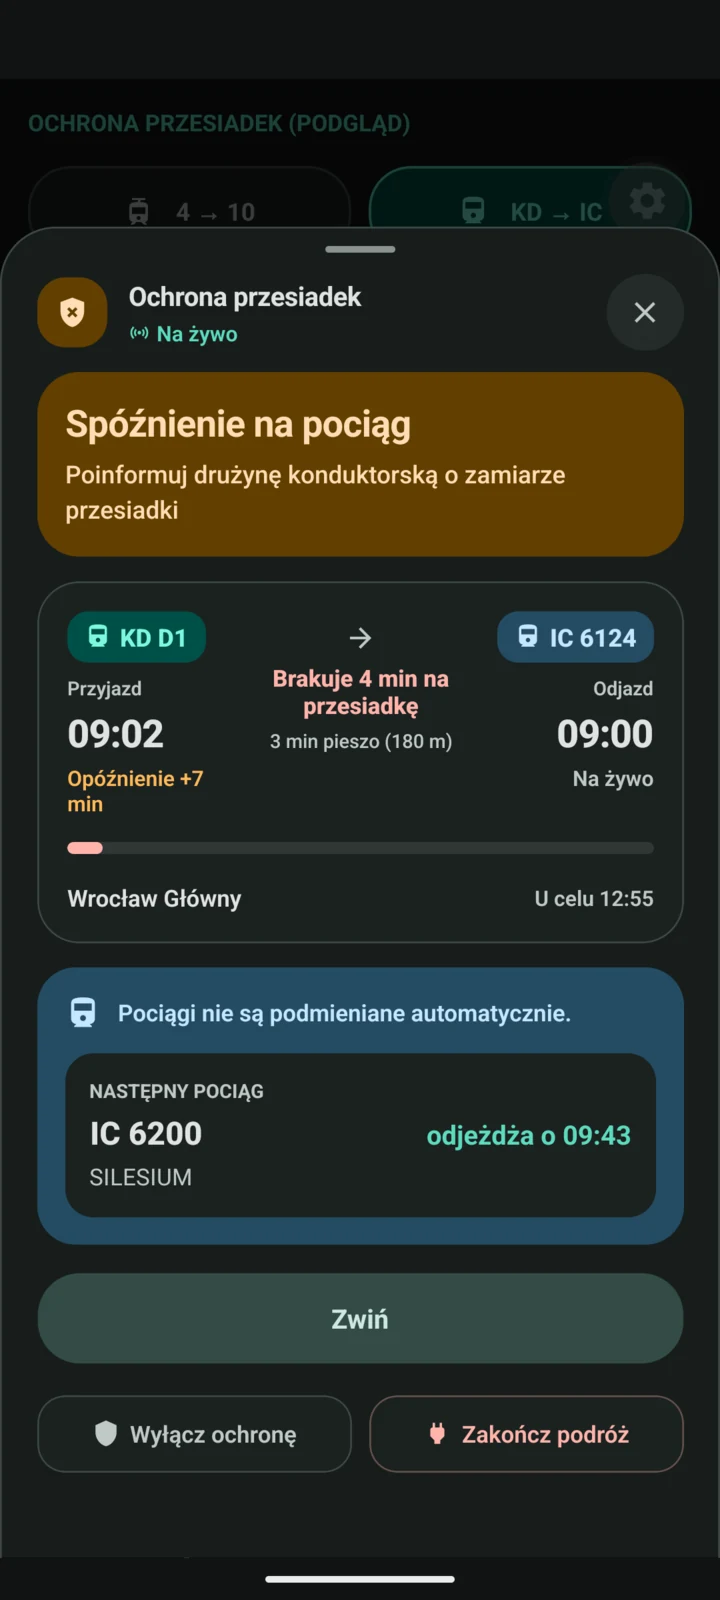 OCHRONA PRZESIADEK (PODGLĄD)
4 → 10
KD → IC
Ochrona przesiadek
Na żywo
Spóźnienie na pociąg
Poinformuj drużynę konduktorską o zamiarze
przesiadki
KD D1
→
IC 6124
Przyjazd
Brakuje 4 min na
przesiadkę
Odjazd
09:02
3 min pieszo (180 m)
09:00
Opóźnienie +7
min
Na żywo
Wrocław Główny
U celu 12:55
Pociągi nie są podmieniane automatycznie.
NASTĘPNY POCIĄG
IC 6200
odjeżdża o 09:43
SILESIUM
Zwiń
Wyłącz ochronę
Zakończ podróż